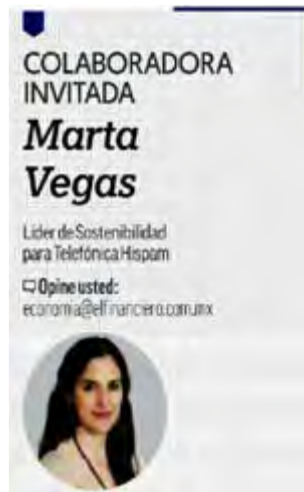 COLABORADORA
INVITADA
Marta
Vegas
Líder de Sostenibilidad
para Telefónica Hispam
Opine usted:
economia@elfinanciero.com.mx